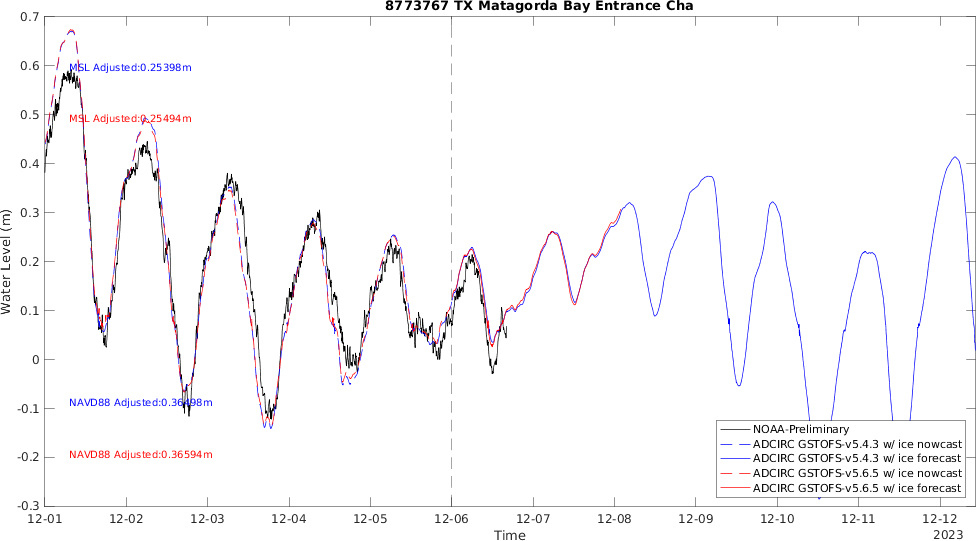 8773767 TX Matagorda Bay Entrance Cha
0.7
0.6
0.5
0.4
0.3
0.2
0.1
0
-0.1
-0.2
-0.3
Water Level (m)
MSL Adjusted:0.25398m
MSL Adjusted:0.25494m
NAVD88 Adjusted:0.36498m
NAVD88 Adjusted:0.36594m
NOAA-Preliminary
ADCIRC GSTOFS-v5.4.3 w/ ice nowcast
ADCIRC GSTOFS-v5.4.3 w/ ice forecast
ADCIRC GSTOFS-v5.6.5 w/ ice nowcast
ADCIRC GSTOFS-v5.6.5 w/ ice forecast
12-01 12-02 12-03 12-04 12-05 12-06 12-07 12-08 12-09 12-10 12-11 12-12
Time
2023